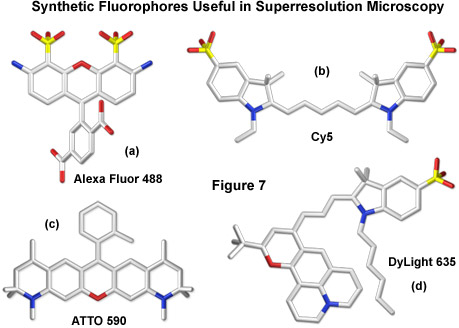 Synthetic Fluorophores Useful in Superresolution Microscopy
(a)
Alexa Fluor 488
(b)
Cy5
Figure 7
(c)
ATTO 590
DyLight 635
(d)